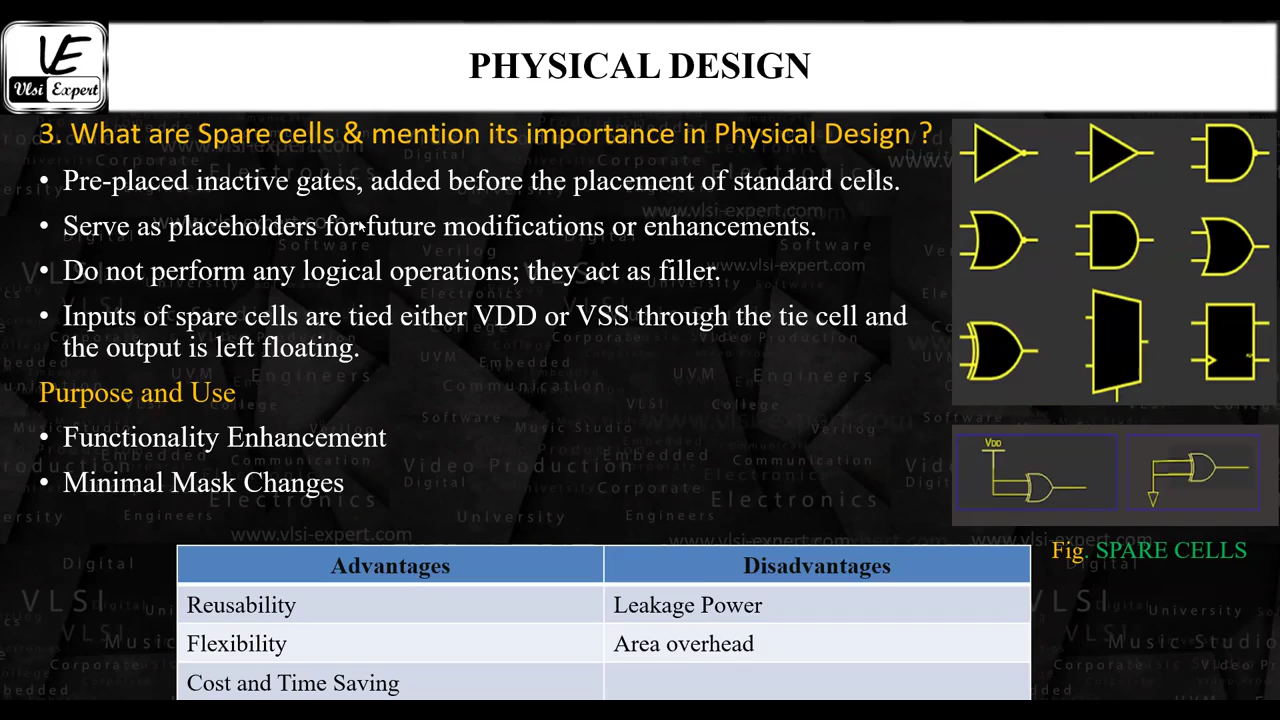 VE
Vlsi Expert
PHYSICAL DESIGN
3. What are Spare cells & mention its importance in Physical Design ?
• Pre-placed inactive gates, added before the placement of standard cells.
• Serve as placeholders for future modifications or enhancements.
• Do not perform any logical operations; they act as filler.
• Inputs of spare cells are tied either VDD or VSS through the tie cell and
the output is left floating.
Purpose and Use
• Functionality Enhancement
• Minimal Mask Changes
VDD
Fig. SPARE CELLS
Advantages Disadvantages
Reusability Leakage Power
Flexibility Area overhead
Cost and Time Saving